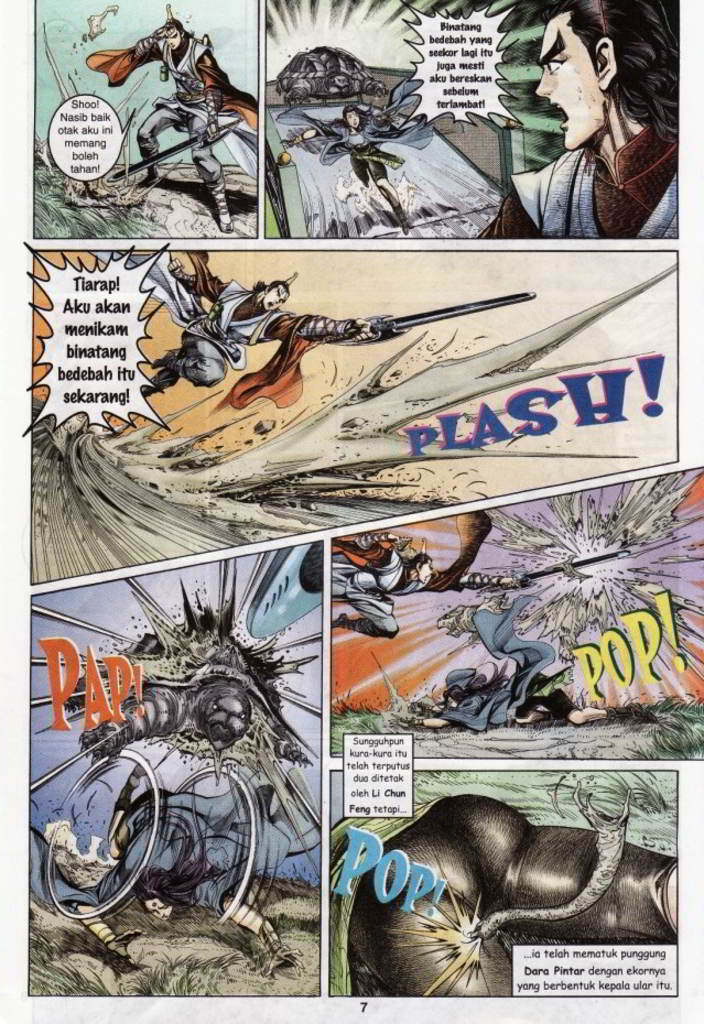 Shoo!
Nasib baik
otak aku ini
memang
boleh
tahan!
Binatang
bedebah yang
seekor lagi itu
juga mesti
aku bereskan
sebelum
terlambat!
Tiarap!
Aku akan
menikam
binatang
bedebah itu
sekarang!
PLASH!
PAP!
POP!
Sungguhpun
kura-kura itu
telah terputus
dua ditetak
oleh Li Chun
Feng tetapi...
POP!
...ia telah mematuk punggung
Dara Pintar dengan ekornya
yang berbentuk kepala ular itu.
7